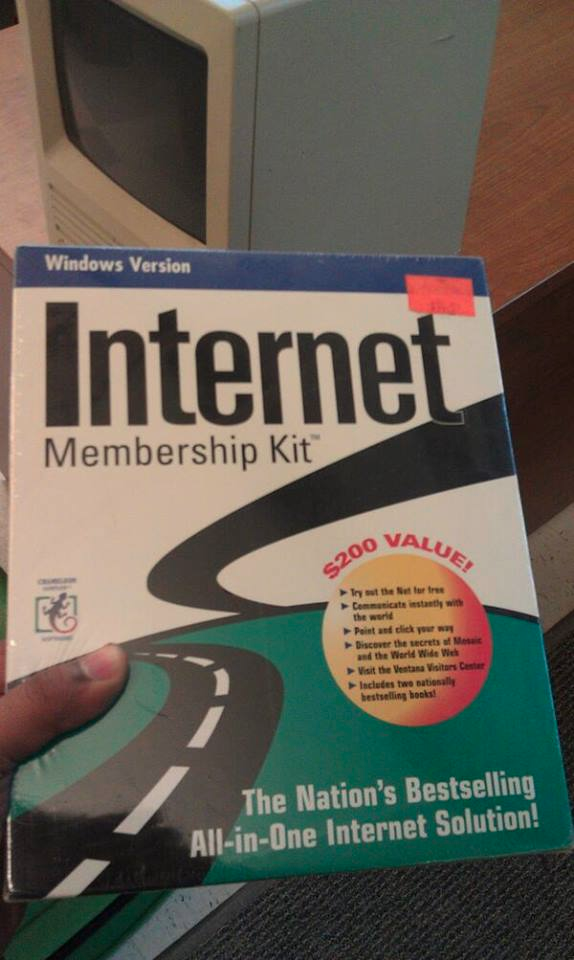 Windows Version
Internet
Membership Kit™
$200 VALUE!
► Try out the Net for free
► Communicate instantly with
the world
► Point and click your way
► Discover the secrets of Mosaic
and the World Wide Web
► Visit the Ventana Visitors Center
► Includes two nationally
bestselling books!
CHAMELEON
SOFTWARE
The Nation's Bestselling
All-in-One Internet Solution!